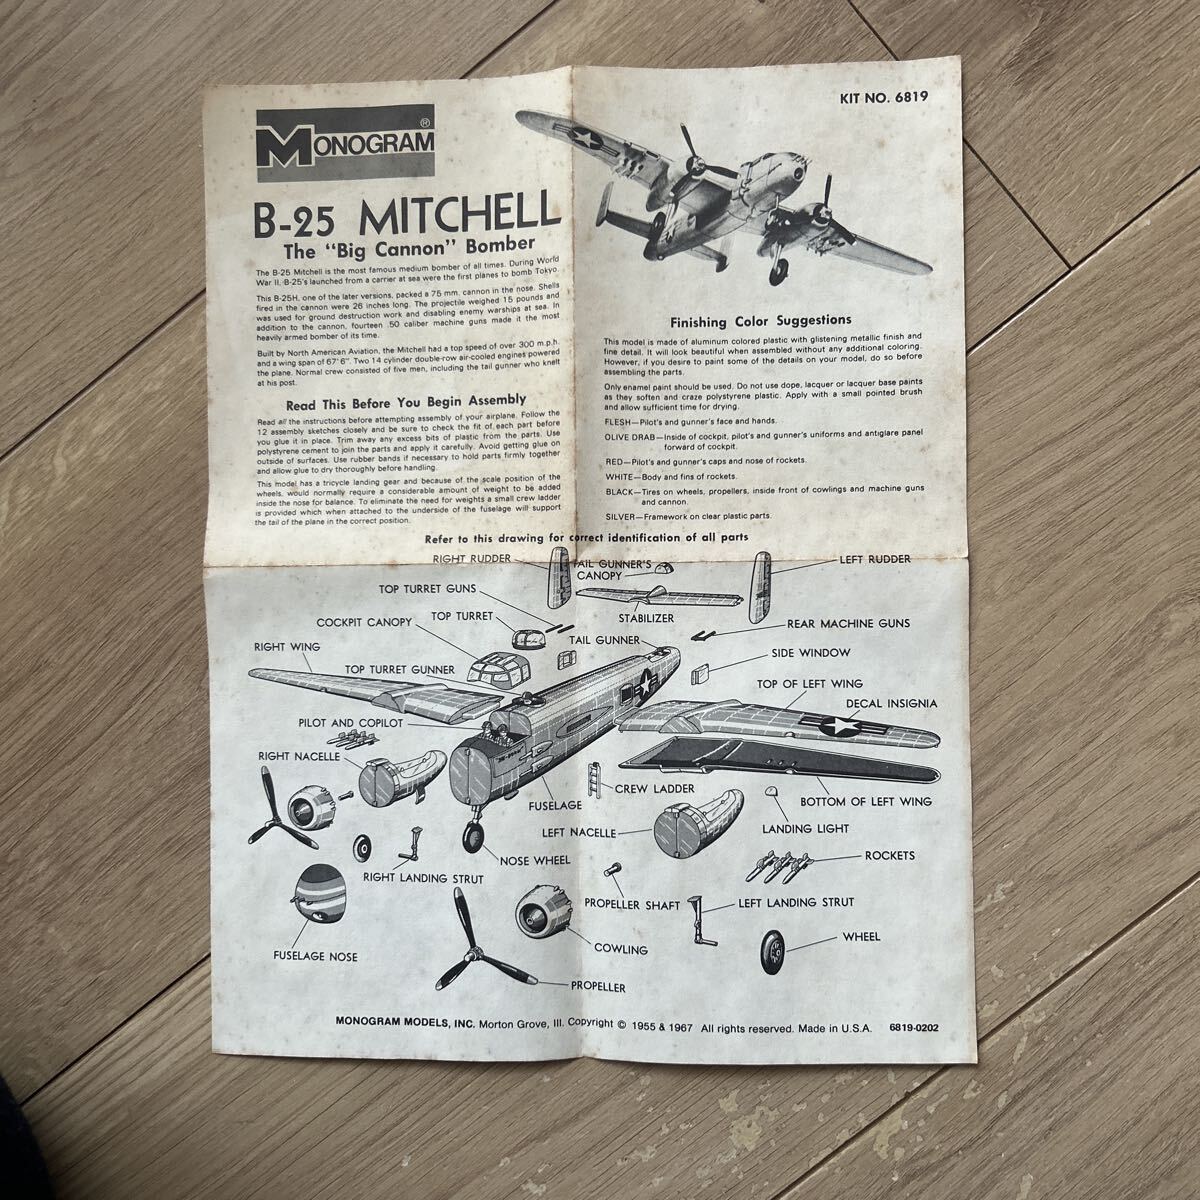 MONOGRAM®
KIT NO. 6819
B-25 MITCHELL
The "Big Cannon" Bomber
The B-25 Mitchell is the most famous medium bomber of all times. During World
War II, B-25's launched from a carrier at sea were the first planes to bomb Tokyo.
This B-25H, one of the later versions, packed a 75 mm. cannon in the nose. Shells
fired in the cannon were 26 inches long. The projectile weighed 15 pounds and
was used for ground destruction work and disabling enemy warships at sea. In
addition to the cannon, fourteen .50 caliber machine guns made it the most
heavily armed bomber of its time.
Built by North American Aviation, the Mitchell had a top speed of over 300 m.p.h.
and a wing span of 67' 6". Two 14 cylinder double-row air-cooled engines powered
the plane. Normal crew consisted of five men, including the tail gunner who knelt
at his post.
Read This Before You Begin Assembly
Read all the instructions before attempting assembly of your airplane. Follow the
12 assembly sketches closely and be sure to check the fit of each part before
you glue it in place. Trim away any excess bits of plastic from the parts. Use
polystyrene cement to join the parts and apply it carefully. Avoid getting glue on
outside of surfaces. Use rubber bands if necessary to hold parts firmly together
and allow glue to dry thoroughly before handling.
This model has a tricycle landing gear and because of the scale position of the
wheels, would normally require a considerable amount of weight to be added
inside the nose for balance. To eliminate the need for weights a small crew ladder
is provided which when attached to the underside of the fuselage will support
the tail of the plane in the correct position.
Finishing Color Suggestions
This model is made of aluminum colored plastic with glistening metallic finish and
fine detail. It will look beautiful when assembled without any additional coloring.
However, if you desire to paint some of the details on your model, do so before
assembling the parts.
Only enamel paint should be used. Do not use dope, lacquer or lacquer base paints
as they soften and craze polystyrene plastic. Apply with a small pointed brush
and allow sufficient time for drying.
FLESH—Pilot's and gunner's face and hands.
OLIVE DRAB—Inside of cockpit, pilot's and gunner's uniforms and antiglare panel
forward of cockpit.
RED—Pilot's and gunner's caps and nose of rockets.
WHITE—Body and fins of rockets.
BLACK—Tires on wheels, propellers, inside front of cowlings and machine guns
and cannon.
SILVER—Framework on clear plastic parts.
Refer to this drawing for correct identification of all parts
RIGHT RUDDER
TAIL GUNNER'S
CANOPY
LEFT RUDDER
TOP TURRET GUNS
STABILIZER
TOP TURRET
COCKPIT CANOPY
REAR MACHINE GUNS
TAIL GUNNER
RIGHT WING
SIDE WINDOW
TOP TURRET GUNNER
TOP OF LEFT WING
DECAL INSIGNIA
PILOT AND COPILOT
RIGHT NACELLE
CREW LADDER
FUSELAGE
BOTTOM OF LEFT WING
LEFT NACELLE
LANDING LIGHT
NOSE WHEEL
ROCKETS
RIGHT LANDING STRUT
PROPELLER SHAFT
LEFT LANDING STRUT
WHEEL
COWLING
FUSELAGE NOSE
PROPELLER
MONOGRAM MODELS, INC. Morton Grove, Ill. Copyright © 1955 & 1967 All rights reserved. Made in U.S.A. 6819-0202